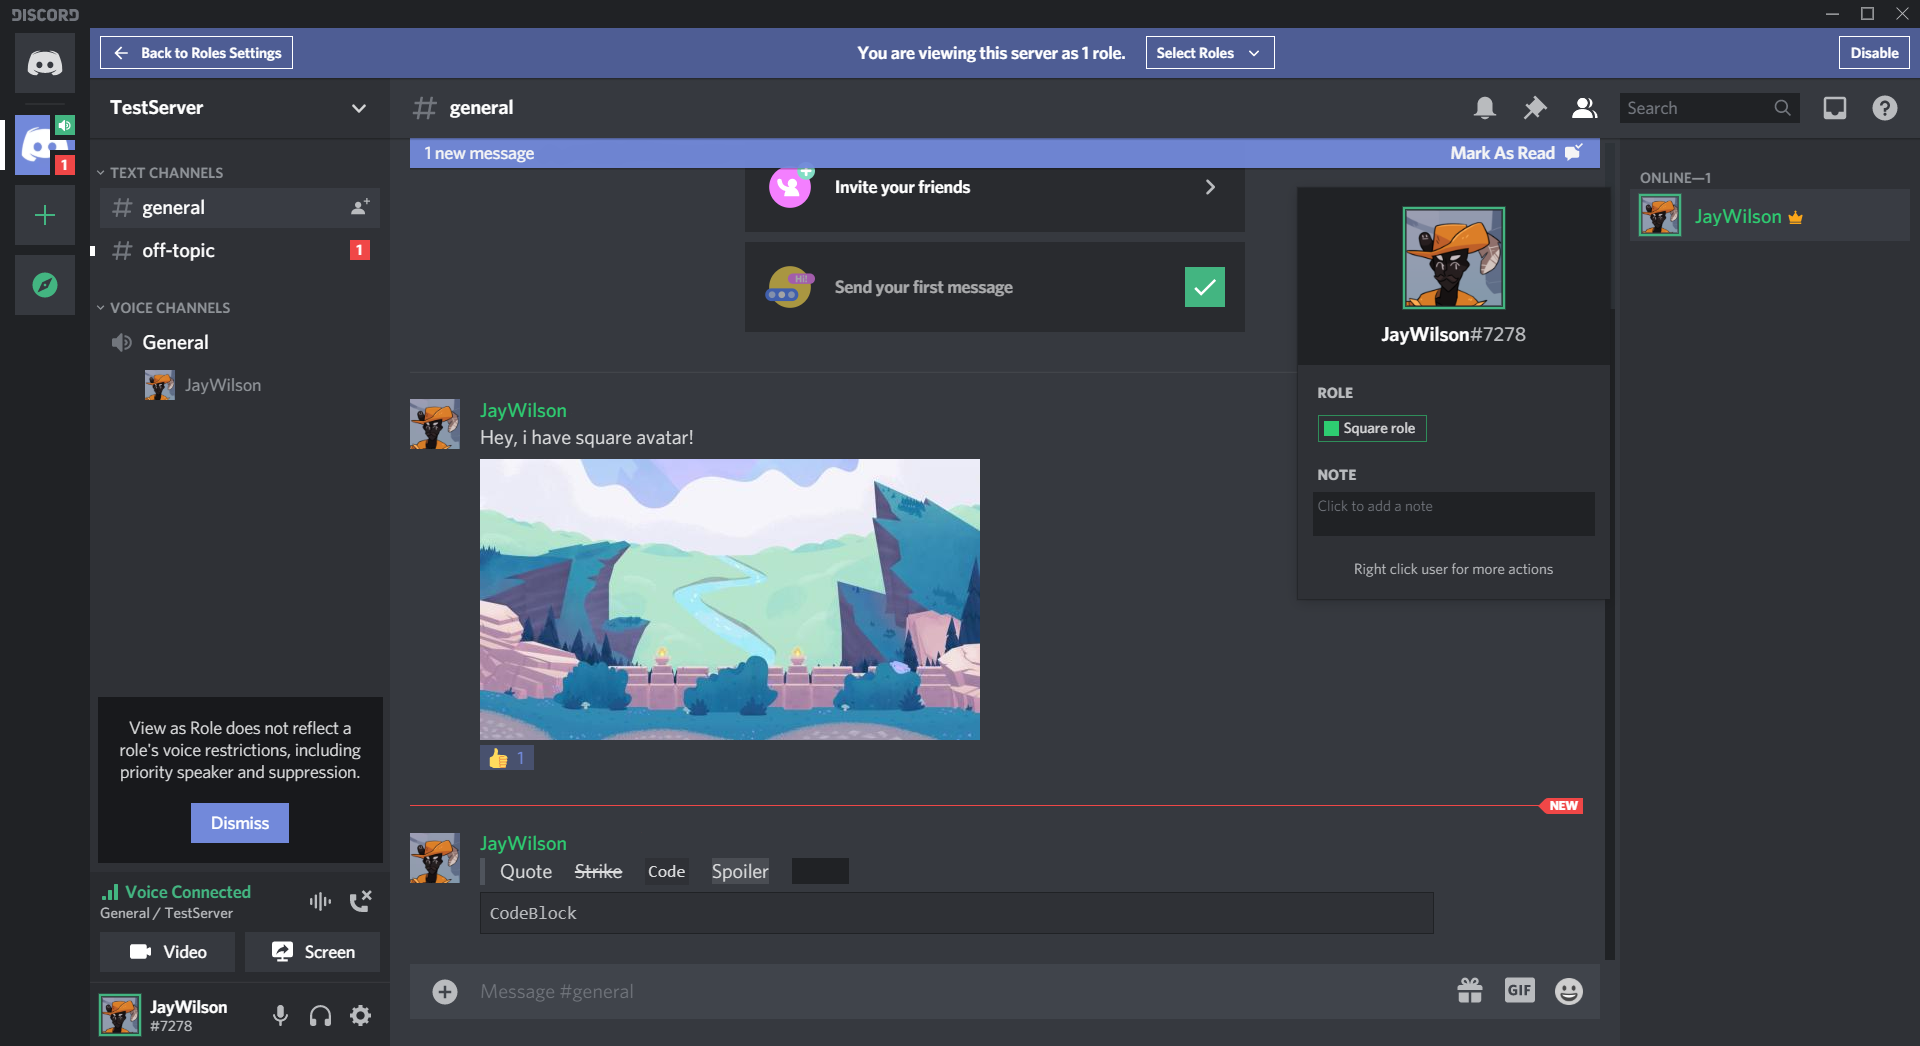 DISCORD
Back to Roles Settings
You are viewing this server as 1 role.
Select Roles
Disable
TestServer
general
Search
1
1 new message
Mark As Read
TEXT CHANNELS
general
off-topic
1
VOICE CHANNELS
General
JayWilson
Invite your friends
Hi!
Send your first message
JayWilson
Hey, i have square avatar!
1
NEW
JayWilson
Quote Strike Code Spoiler
CodeBlock
Message #general
GIF
JayWilson#7278
ROLE
Square role
NOTE
Click to add a note
Right click user for more actions
ONLINE—1
JayWilson
View as Role does not reflect a
role's voice restrictions, including
priority speaker and suppression.
Dismiss
Voice Connected
General / TestServer
Video
Screen
JayWilson
#7278